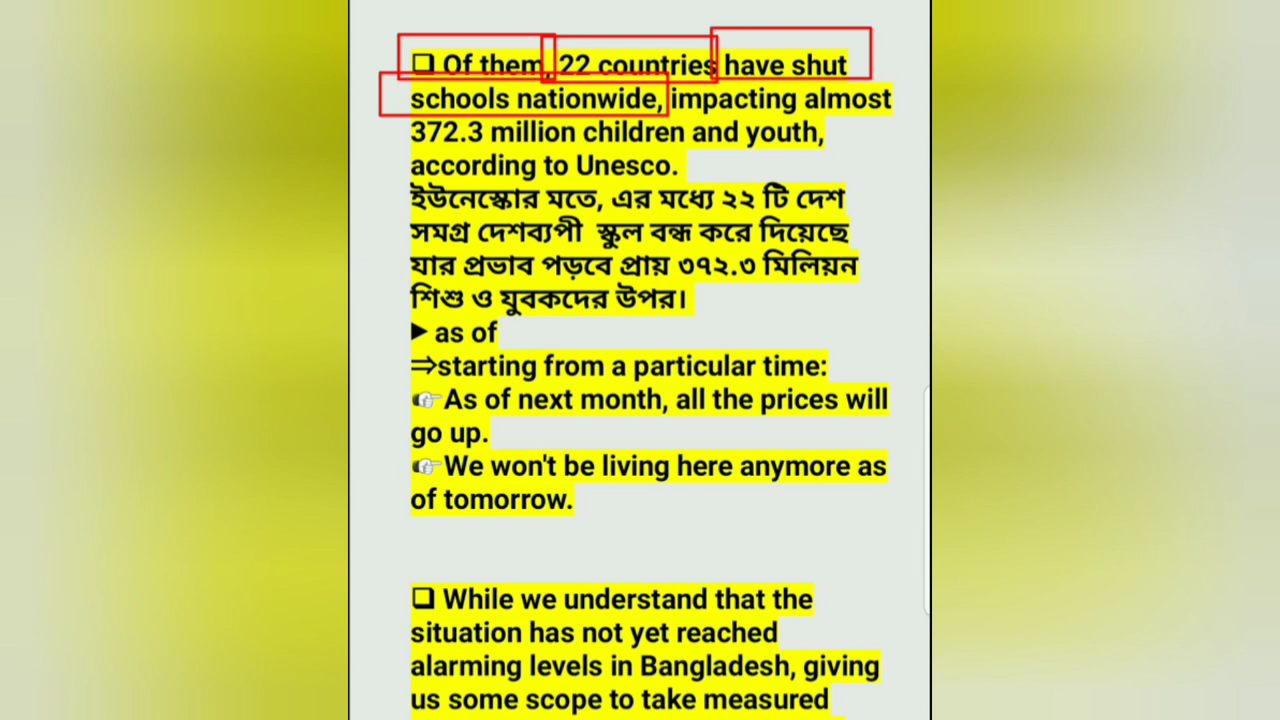 ❑ Of them, 22 countries have shut
schools nationwide, impacting almost
372.3 million children and youth,
according to Unesco.
ইউনেস্কোর মতে, এর মধ্যে ২২ টি দেশ
সমগ্র দেশব্যপী স্কুল বন্ধ করে দিয়েছে
যার প্রভাব পড়বে প্রায় ৩৭২.৩ মিলিয়ন
শিশু ও যুবকদের উপর।
▶ as of
⇒starting from a particular time:
👉As of next month, all the prices will
go up.
👉We won't be living here anymore as
of tomorrow.
❑ While we understand that the
situation has not yet reached
alarming levels in Bangladesh, giving
us some scope to take measured